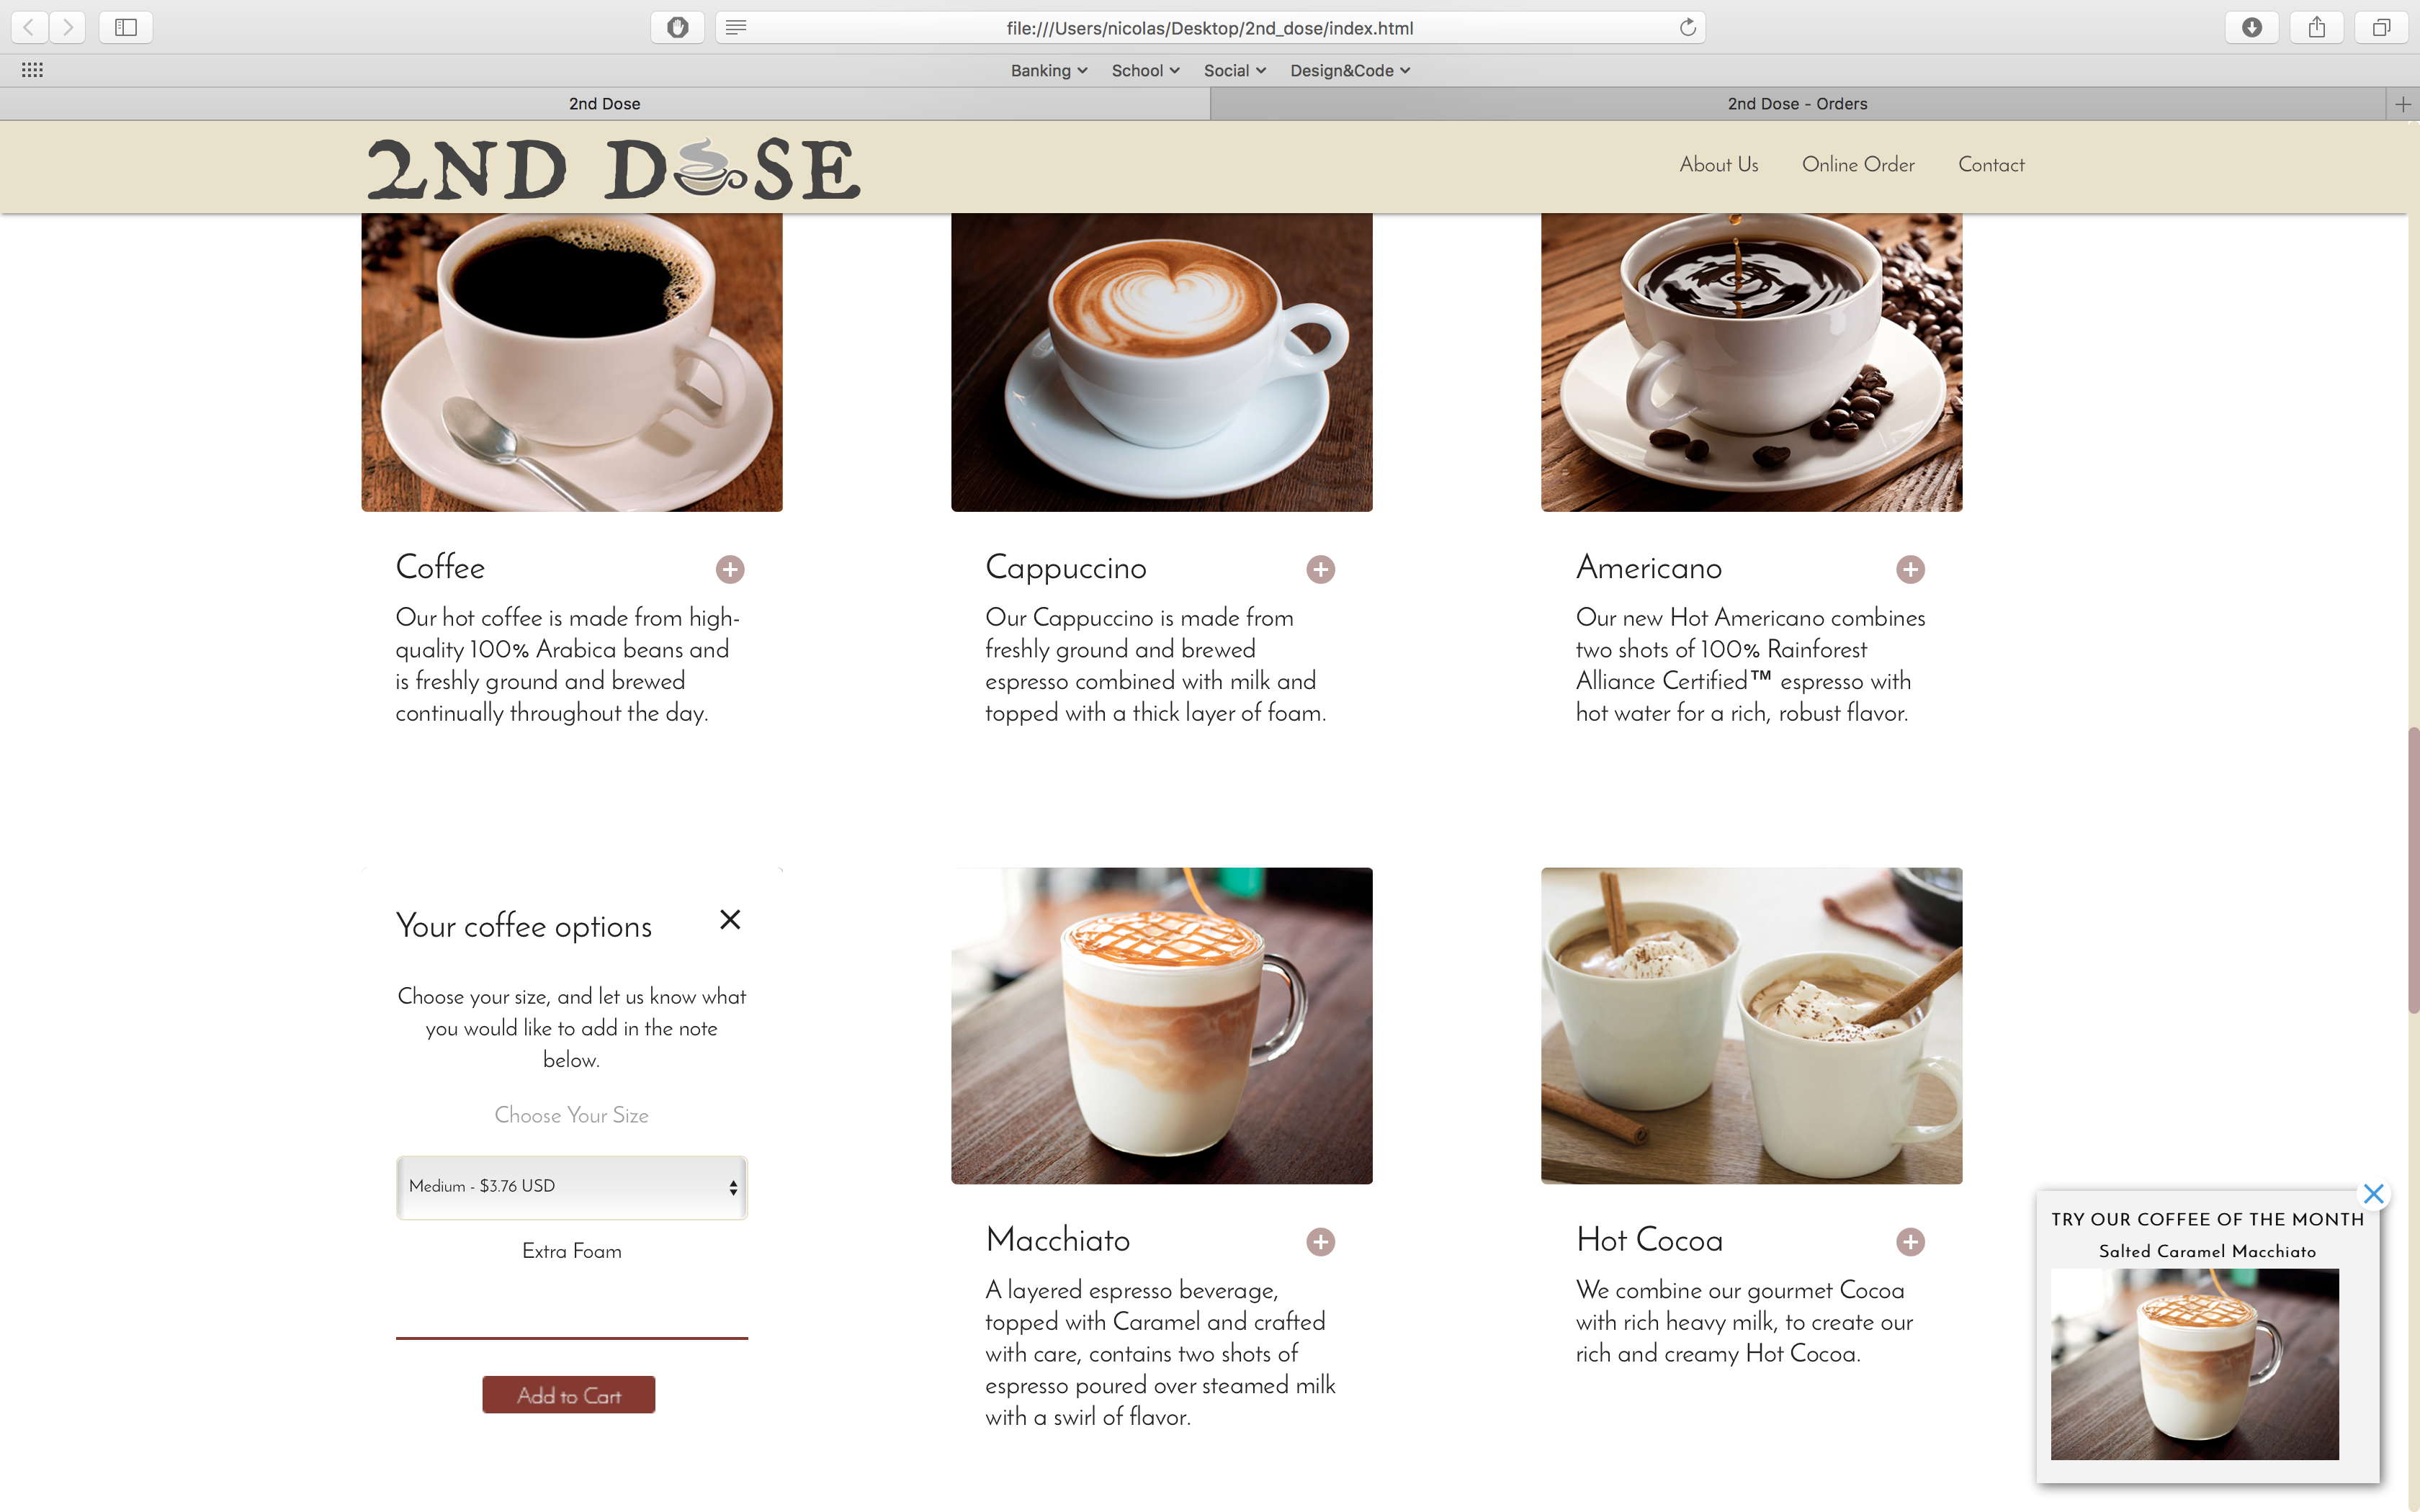 file:///Users/nicolas/Desktop/2nd_dose/index.html
Banking School Social Design&Code
2nd Dose
2nd Dose - Orders
2ND DOSE
About Us Online Order Contact
Coffee
Our hot coffee is made from high-
quality 100% Arabica beans and
is freshly ground and brewed
continually throughout the day.
Cappuccino
Our Cappuccino is made from
freshly ground and brewed
espresso combined with milk and
topped with a thick layer of foam.
Americano
Our new Hot Americano combines
two shots of 100% Rainforest
Alliance Certified™ espresso with
hot water for a rich, robust flavor.
Your coffee options
Choose your size, and let us know what
you would like to add in the note
below.
Choose Your Size
Medium - $3.76 USD
Extra Foam
Add to Cart
Macchiato
A layered espresso beverage,
topped with Caramel and crafted
with care, contains two shots of
espresso poured over steamed milk
with a swirl of flavor.
Hot Cocoa
We combine our gourmet Cocoa
with rich heavy milk, to create our
rich and creamy Hot Cocoa.
TRY OUR COFFEE OF THE MONTH
Salted Caramel Macchiato